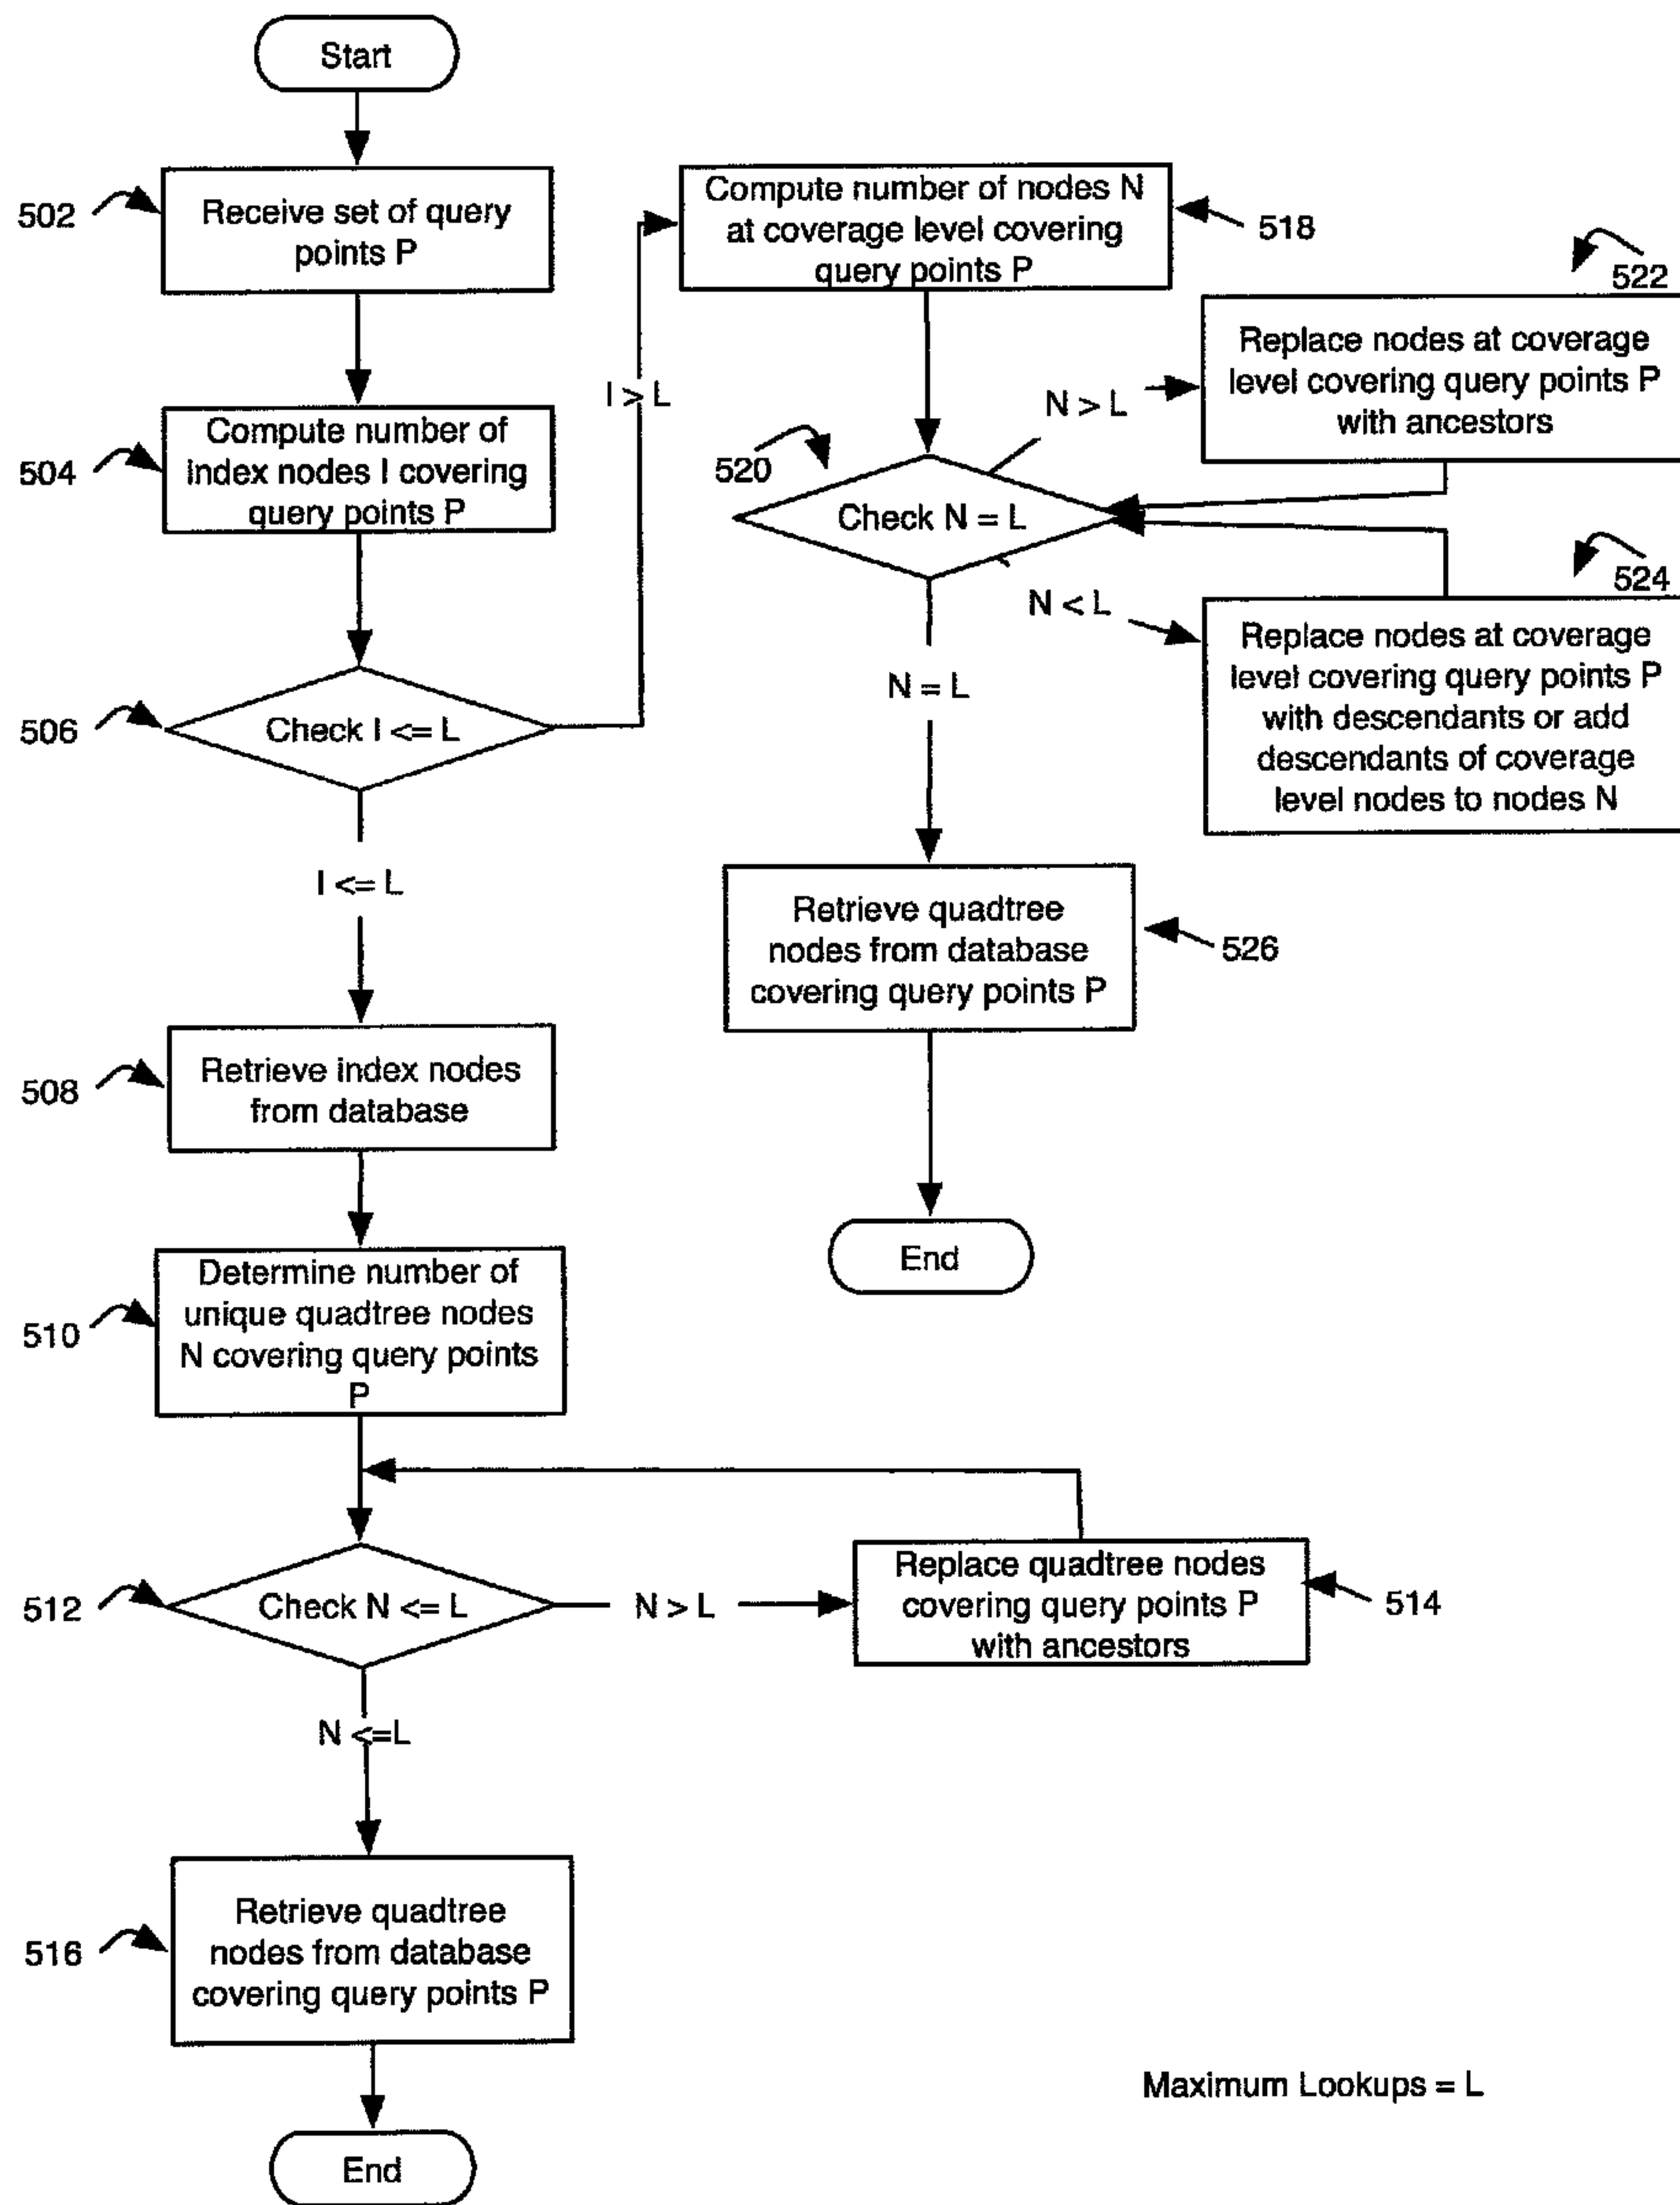 Start
502
Receive set of query
points P
504
Compute number of
index nodes I covering
query points P
506
Check I <= L
I > L
I <= L
508
Retrieve index nodes
from database
510
Determine number of
unique quadtree nodes
N covering query points
P
512
Check N <= L
N > L
Replace quadtree nodes
covering query points P
with ancestors
514
N <=L
516
Retrieve quadtree
nodes from database
covering query points P
End
Compute number of nodes N
at coverage level covering
query points P
518
520
Check N = L
N > L
522
Replace nodes at coverage
level covering query points P
with ancestors
N < L
524
Replace nodes at coverage
level covering query points P
with descendants or add
descendants of coverage
level nodes to nodes N
N = L
Retrieve quadtree
nodes from database
covering query points P
526
End
Maximum Lookups = L